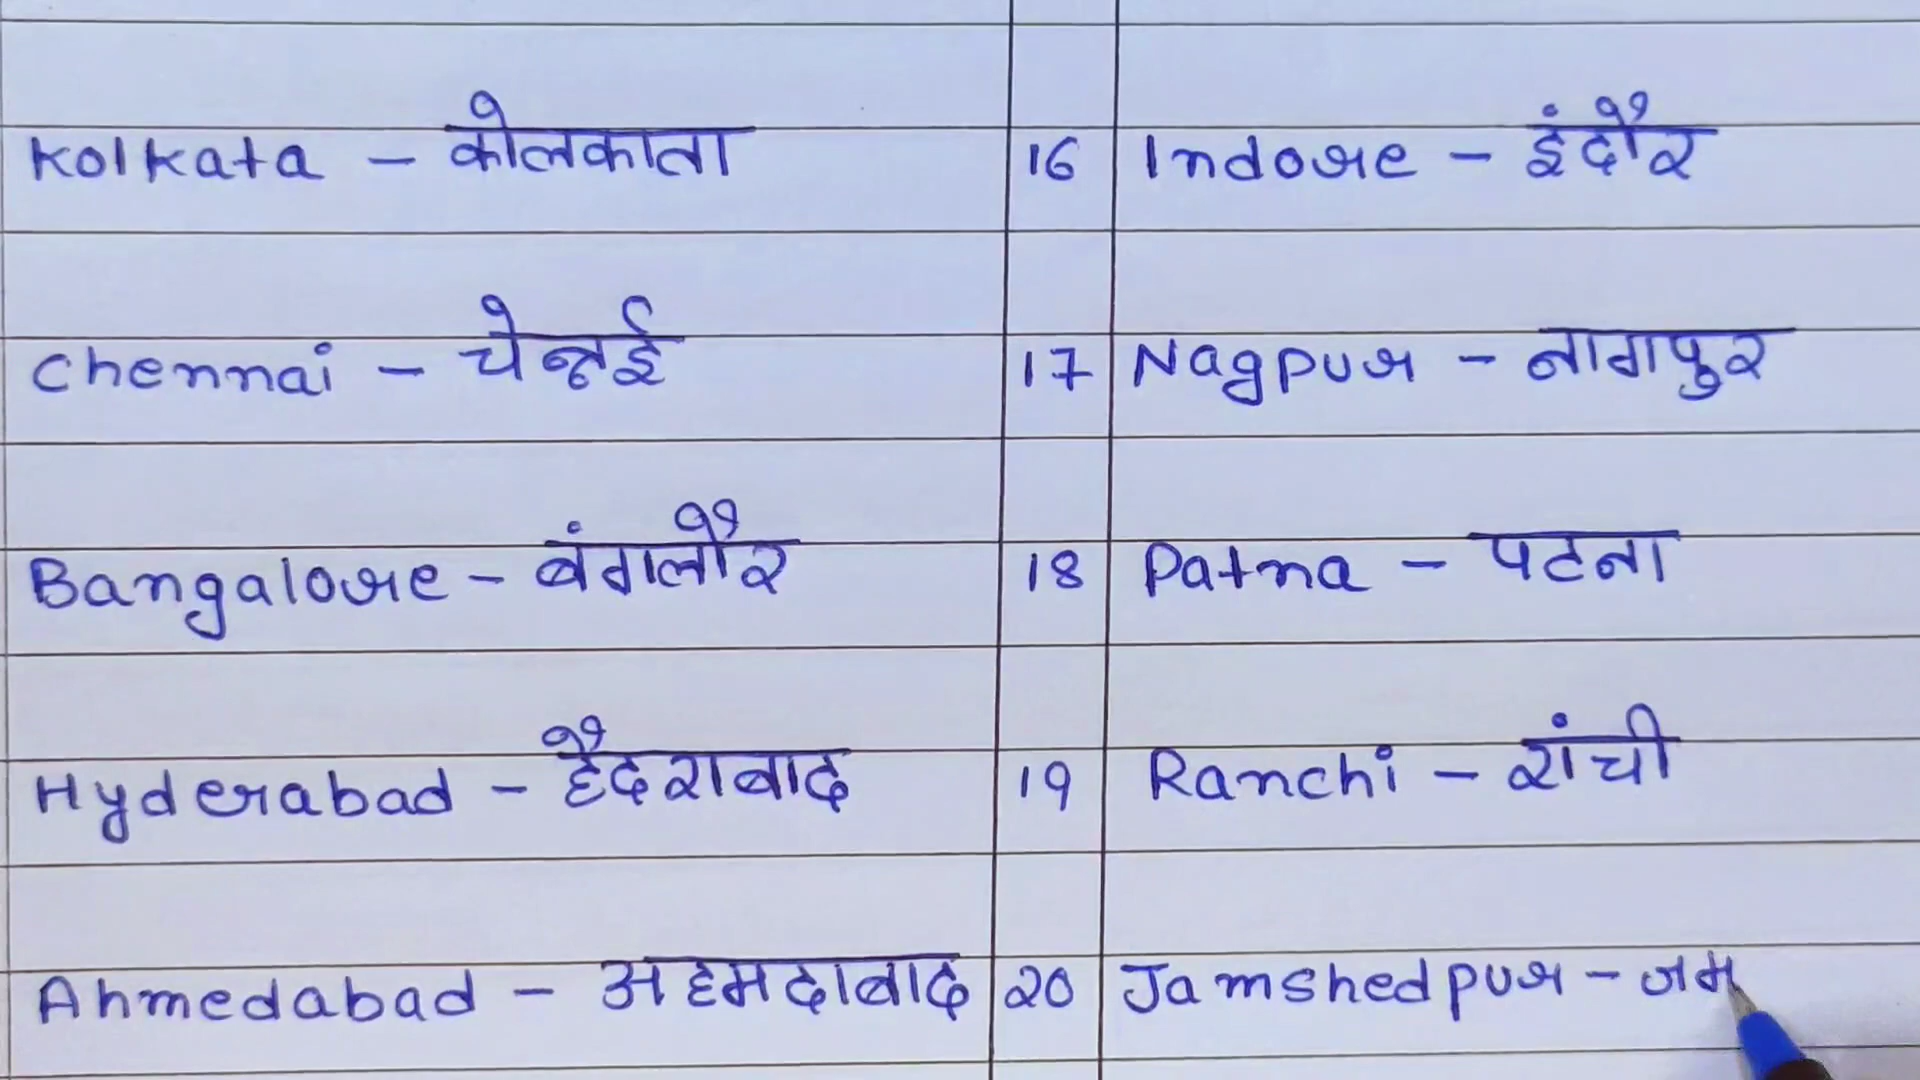 Kolkata - कोलकाता
Chennai - चेन्नई
Bangalore - बंगलौर
Hyderabad - हैदराबाद
Ahmedabad - अहमदाबाद
16 Indore - इंदौर
17 Nagpur - नागपुर
18 Patna - पटना
19 Ranchi - रांची
20 Jamshedpur - जम